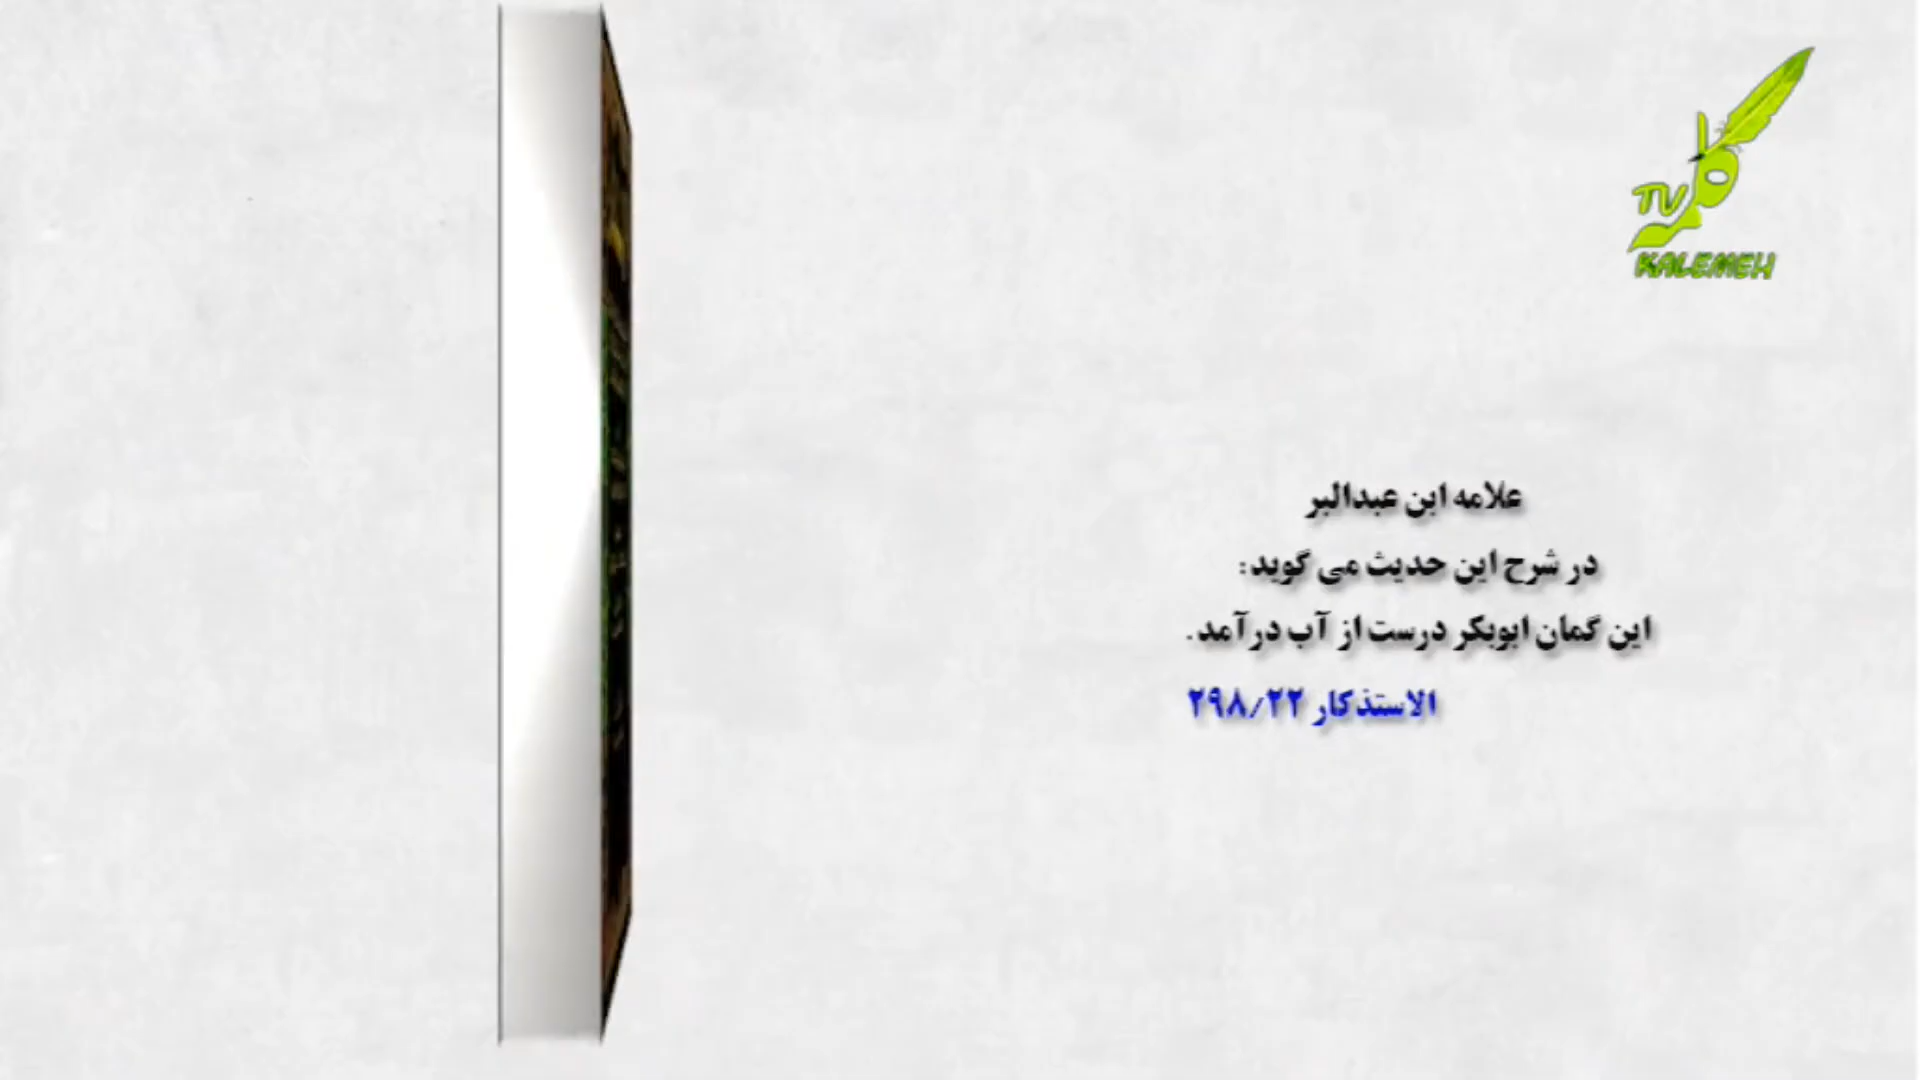 TV
KALEMEH
علامه ابن عبدالبر
در شرح این حدیث می گوید:
این گمان ابوبکر درست از آب درآمد.
الاستذکار ۲۹۸/۲۲